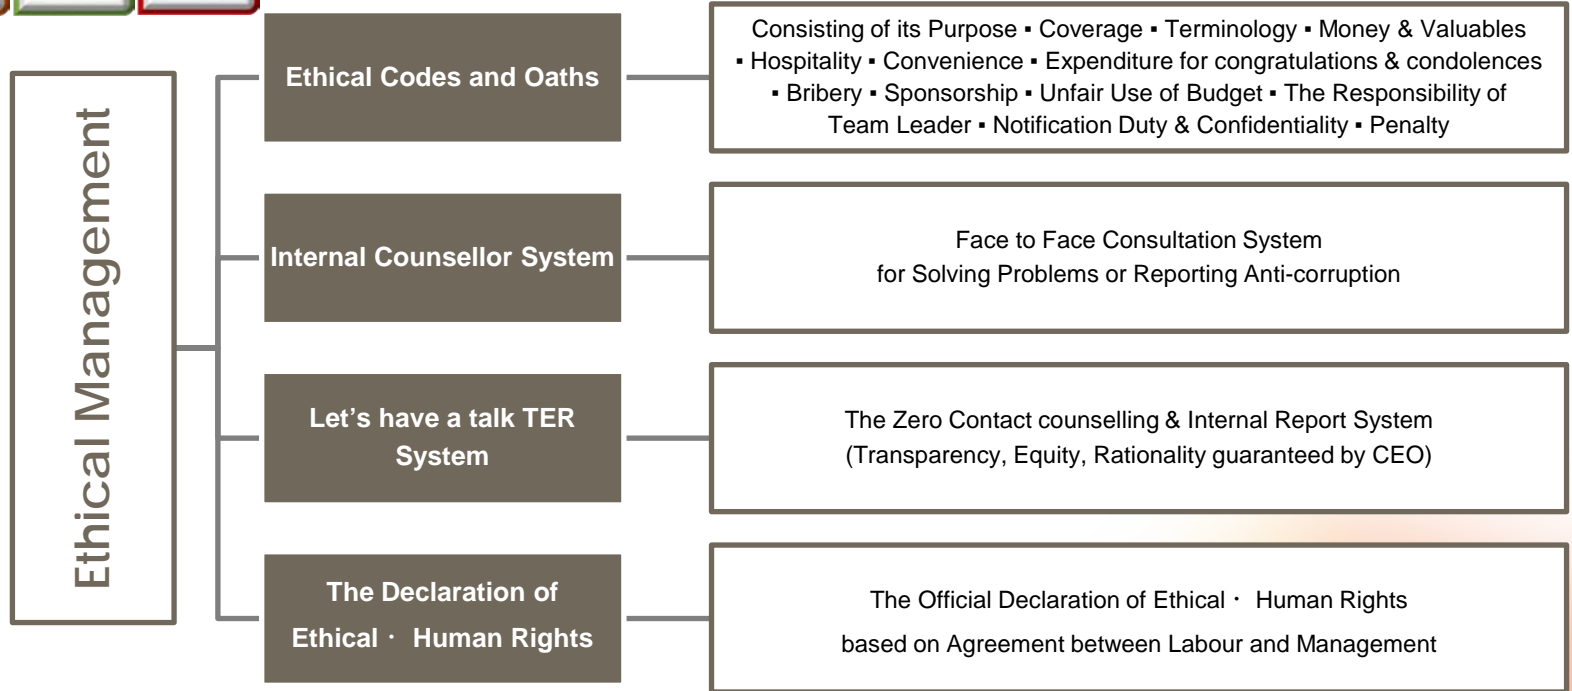 Ethical Management
Ethical Codes and Oaths
Consisting of its Purpose ▪ Coverage ▪ Terminology ▪ Money & Valuables
▪ Hospitality ▪ Convenience ▪ Expenditure for congratulations & condolences
▪ Bribery ▪ Sponsorship ▪ Unfair Use of Budget ▪ The Responsibility of
Team Leader ▪ Notification Duty & Confidentiality ▪ Penalty
Internal Counsellor System
Face to Face Consultation System
for Solving Problems or Reporting Anti-corruption
Let’s have a talk TER
System
The Zero Contact counselling & Internal Report System
(Transparency, Equity, Rationality guaranteed by CEO)
The Declaration of
Ethical · Human Rights
The Official Declaration of Ethical · Human Rights
based on Agreement between Labour and Management